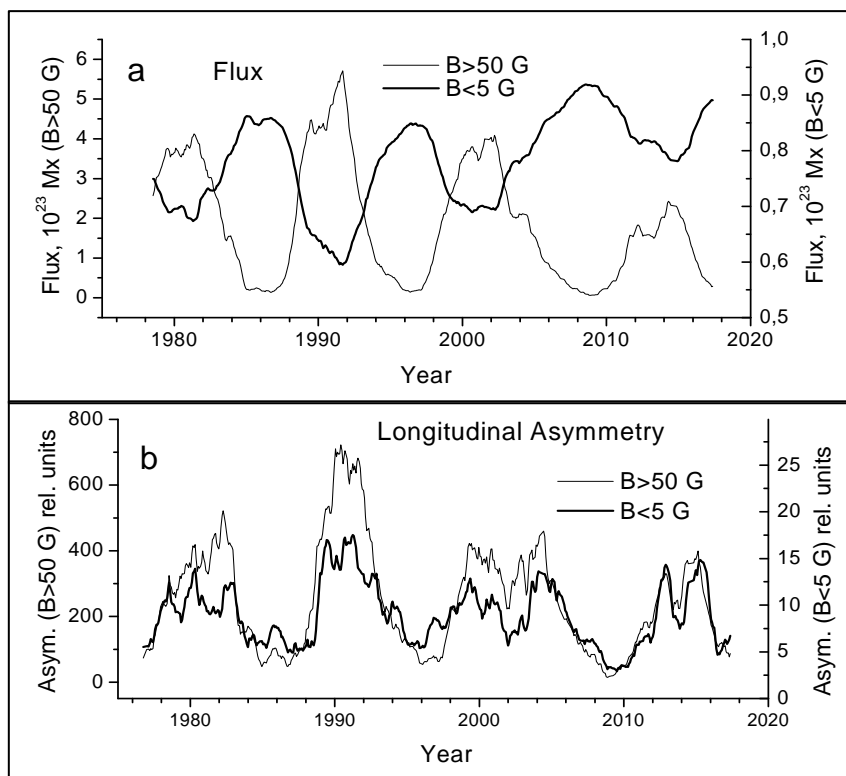 a
Flux
B>50 G
B<5 G
Flux, 10^23 Mx (B>50 G)
6
5
4
3
2
1
0
Flux, 10^23 Mx (B<5 G)
1,0
0,9
0,8
0,7
0,6
0,5
1980 1990 2000 2010 2020
Year
b
Longitudinal Asymmetry
B>50 G
B<5 G
Asym. (B>50 G) rel. units
800
600
400
200
0
Asym. (B<5 G) rel. units
25
20
15
10
5
0
1980 1990 2000 2010 2020
Year